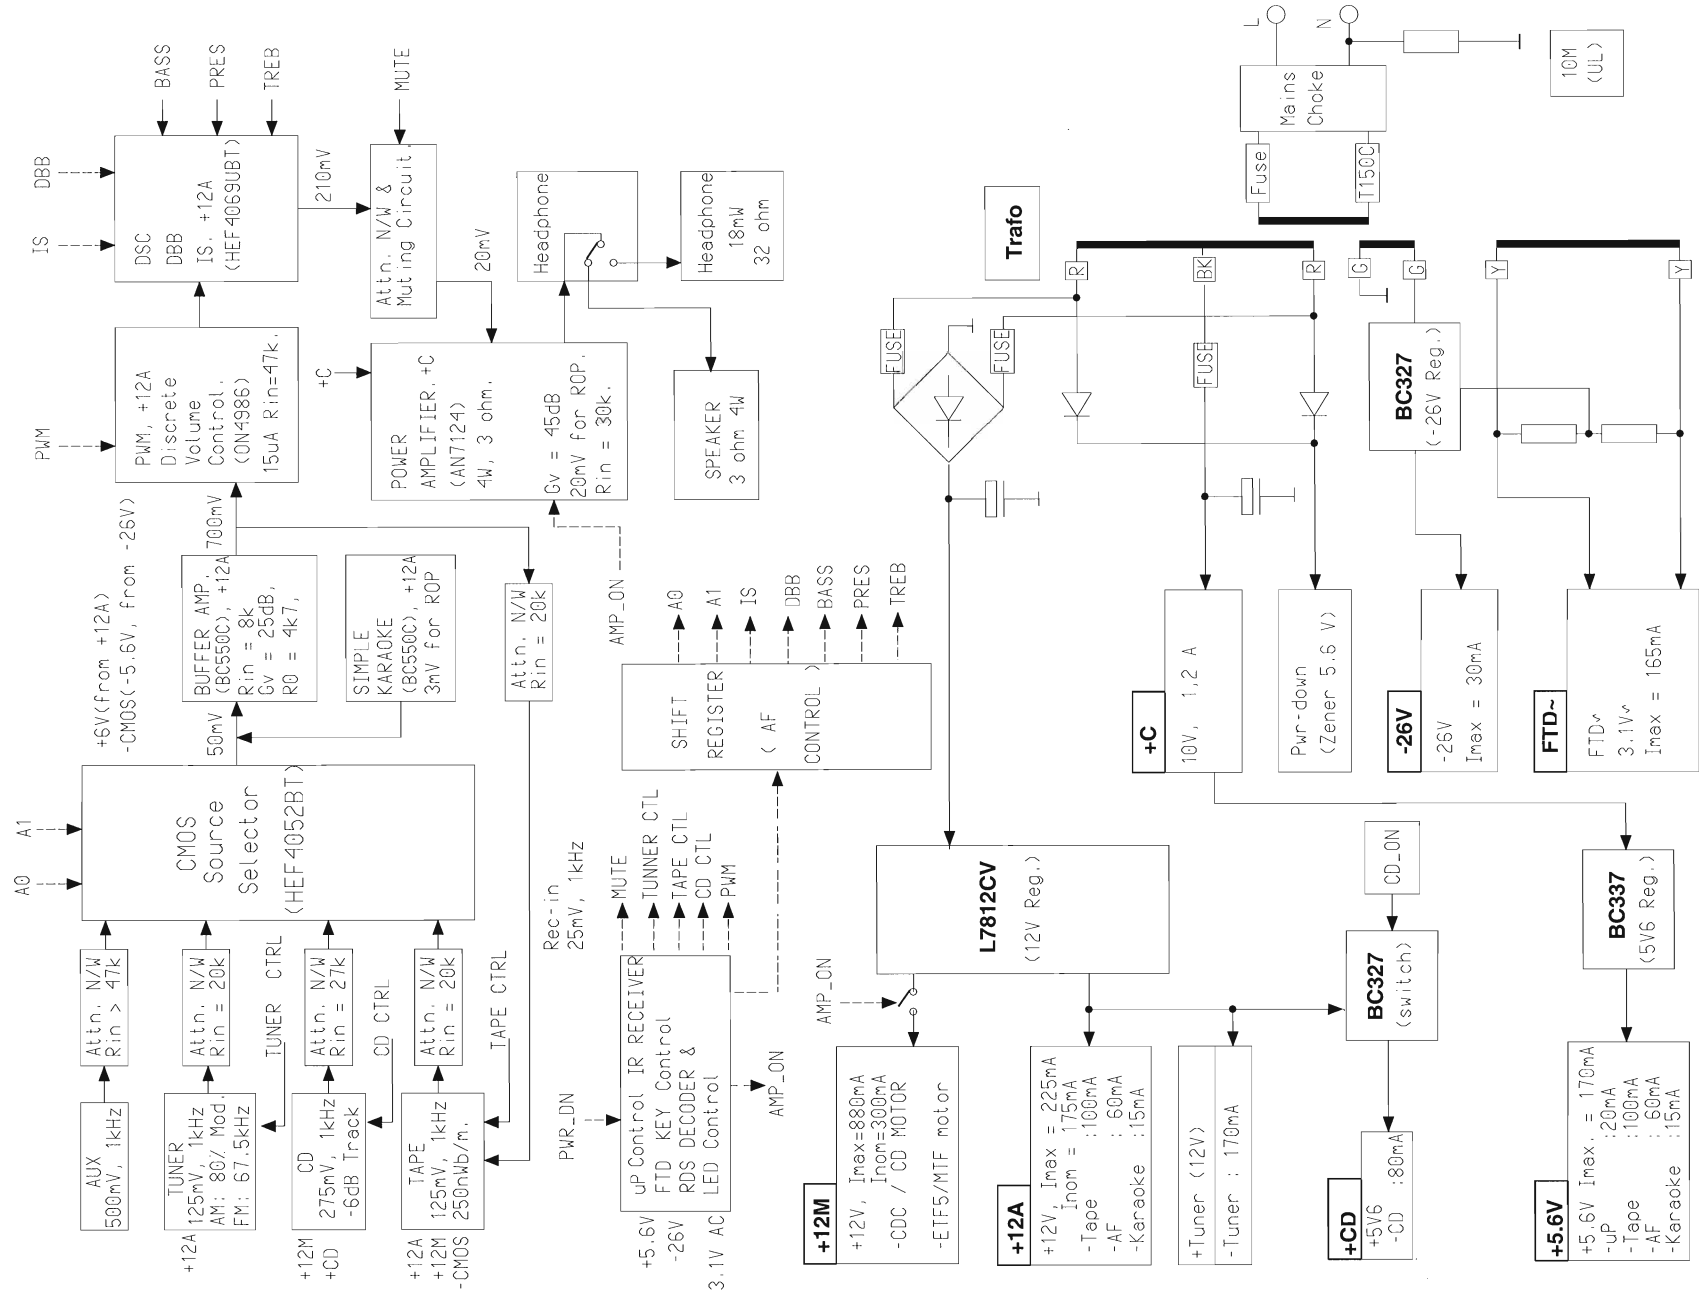 AUX
500mV, 1kHz
Attn. N/W
Rin > 47k
+12A
TUNER
125mV, 1kHz
AM: 80% Mod.
FM: 67.5kHz
Attn. N/W
Rin = 20k
TUNER CTRL
+12M
+CD
CD
275mV, 1kHz
-6dB Track
Attn. N/W
Rin = 27k
CD CTRL
+12A
+12M
-CMOS
TAPE
125mV, 1kHz
250nWb/m.
Attn. N/W
Rin = 20k
TAPE CTRL
A0
A1
CMOS
Source
Selector
(HEF4052BT)
+6V(from +12A)
-CMOS(-5.6V, from -26V)
50mV
BUFFER AMP.
(BC550C), +12A
Rin = 8k
Gv = 25dB,
R0 = 4k7,
700mV
SIMPLE
KARAOKE
(BC550C), +12A
3mV for ROP
Attn. N/W
Rin = 20k
Rec-in
25mV, 1kHz
PWM
PWM, +12A
Discrete
Volume
Control.
(ON4986)
15uA Rin=47k.
IS
DBB
DSC
DBB
IS. +12A
(HEF4069UBT)
BASS
PRES
TREB
210mV
MUTE
Attn. N/W &
Muting Circuit.
20mV
+C
POWER
AMPLIFIER, +C
(AN7124)
4W, 3 ohm.
Gv = 45dB
20mV for ROP.
Rin = 30k.
AMP_ON
Headphone
Headphone
18mW
32 ohm
SPEAKER
3 ohm 4W
PWR_DN
+5.6V
-26V
3.1V AC
uP Control IR RECEIVER
FTD KEY Control
RDS DECODER &
LED Control
MUTE
TUNNER CTL
TAPE CTL
CD CTL
PWM
AMP_ON
SHIFT
REGISTER
( AF
CONTROL )
A0
A1
IS
DBB
BASS
PRES
TREB
L
N
Mains
Choke
10M
(UL)
Fuse
T150C
Trafo
R
BK
R
G
G
Y
Y
FUSE
FUSE
FUSE
BC327
(-26V Reg.)
+C
10V, 1,2 A
Pwr-down
(Zener 5.6 V)
-26V
-26V
Imax = 30mA
FTD~
FTD~
3.1V~
Imax = 165mA
L7812CV
(12V Reg.)
AMP_ON
CD_ON
BC327
(switch)
BC337
(5V6 Reg.)
+12M
+12V, Imax=880mA
Inom=300mA
-CDC / CD MOTOR
-ETF5/MTF motor
+12A
+12V, Imax = 225mA
Inom = 175mA
-Tape :100mA
-AF : 60mA
-Karaoke :15mA
+Tuner (12V)
-Tuner : 170mA
+CD
+5V6
-CD :80mA
+5.6V
+5.6V Imax. = 170mA
-uP :20mA
-Tape :100mA
-AF : 60mA
-Karaoke :15mA